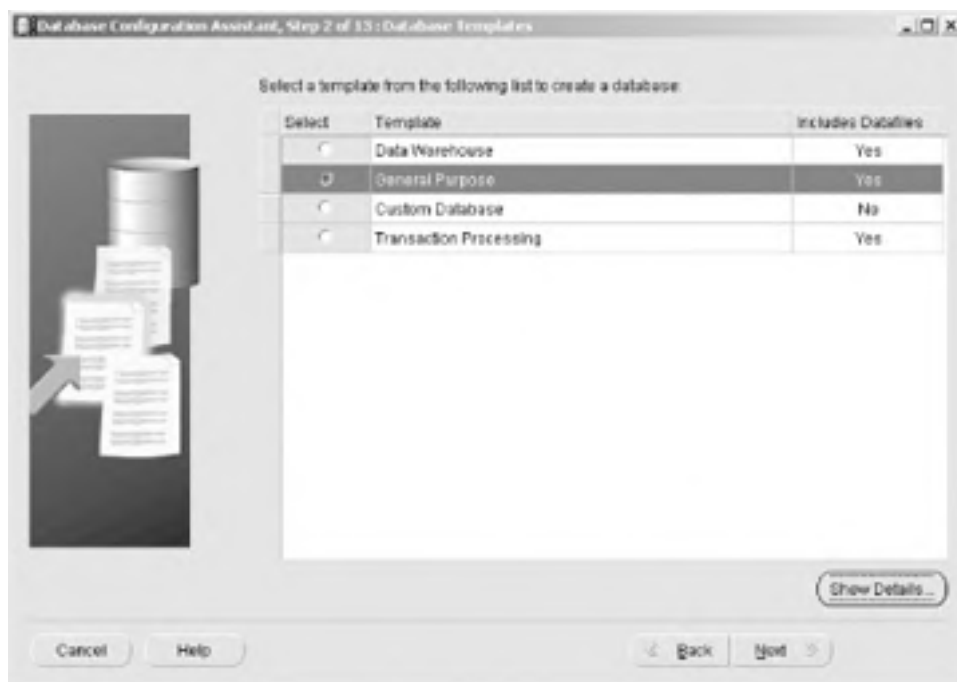 Database Configuration Assistant, Step 2 of 13 : Database Templates
Select a template from the following list to create a database:
Select Template Includes Datafiles
Data Warehouse Yes
General Purpose Yes
Custom Database No
Transaction Processing Yes
Show Details...
Cancel Help Back Next